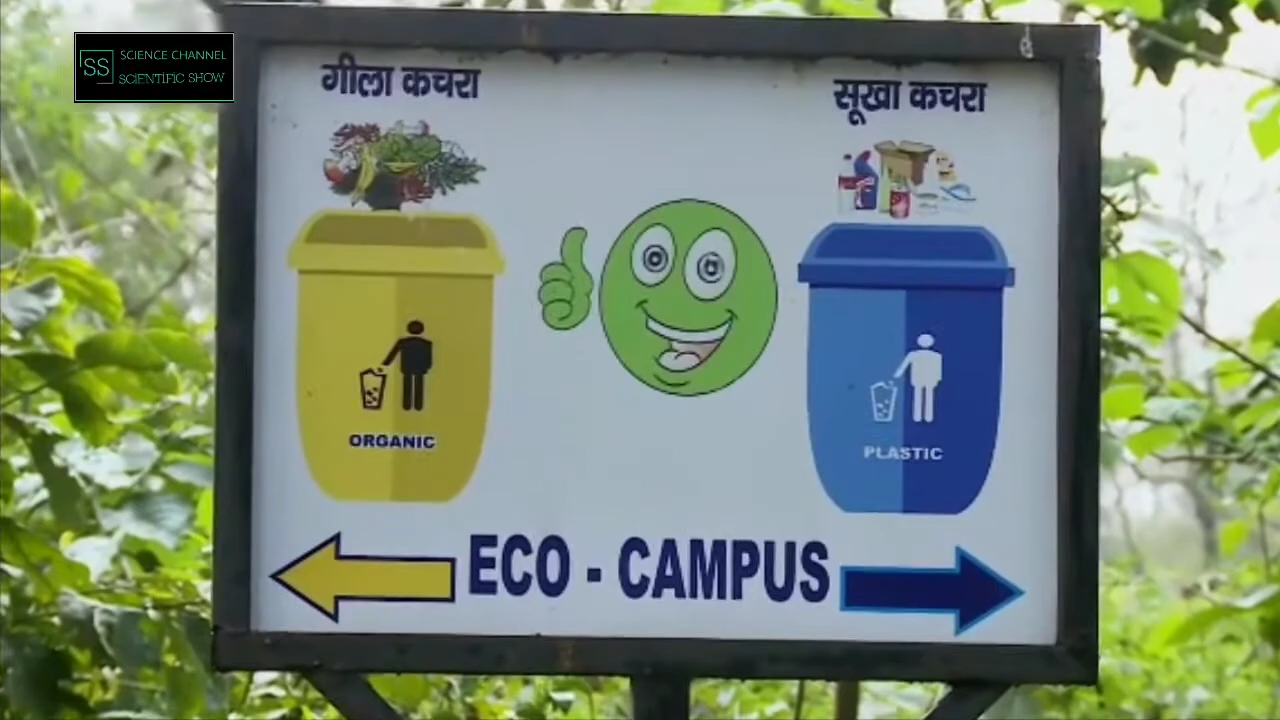 SS
SCIENCE CHANNEL
SCIENTIFIC SHOW
गीला कचरा
सूखा कचरा
ORGANIC
PLASTIC
ECO - CAMPUS